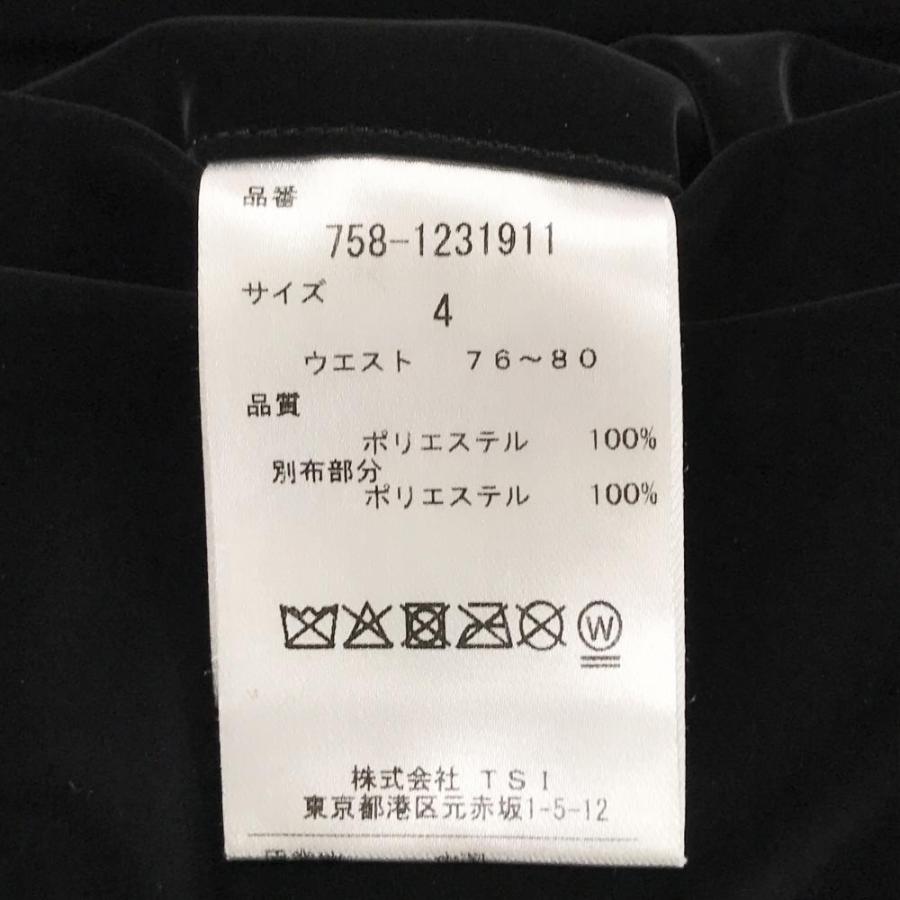 品番
758-1231911
サイズ
4
ウエスト 76～80
品質
ポリエステル 100%
別布部分
ポリエステル 100%
W
株式会社 TSI
東京都港区元赤坂1-5-12